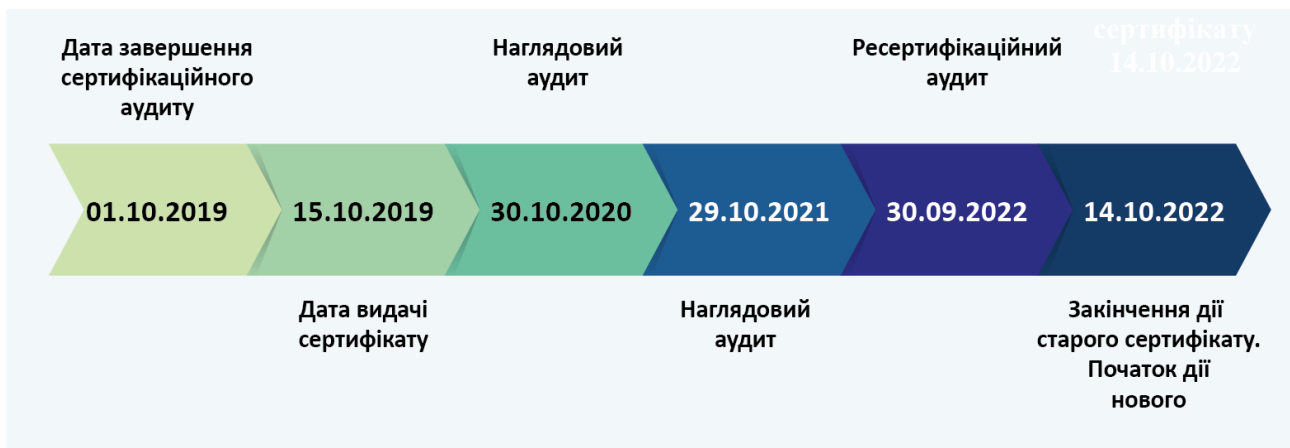 Дата завершення
сертифікаційного
аудиту
Наглядовий
аудит
Ресертифікаційний
аудит
сертифікату
14.10.2022
01.10.2019
15.10.2019
30.10.2020
29.10.2021
30.09.2022
14.10.2022
Дата видачі
сертифікату
Наглядовий
аудит
Закінчення дії
старого сертифікату.
Початок дії
нового